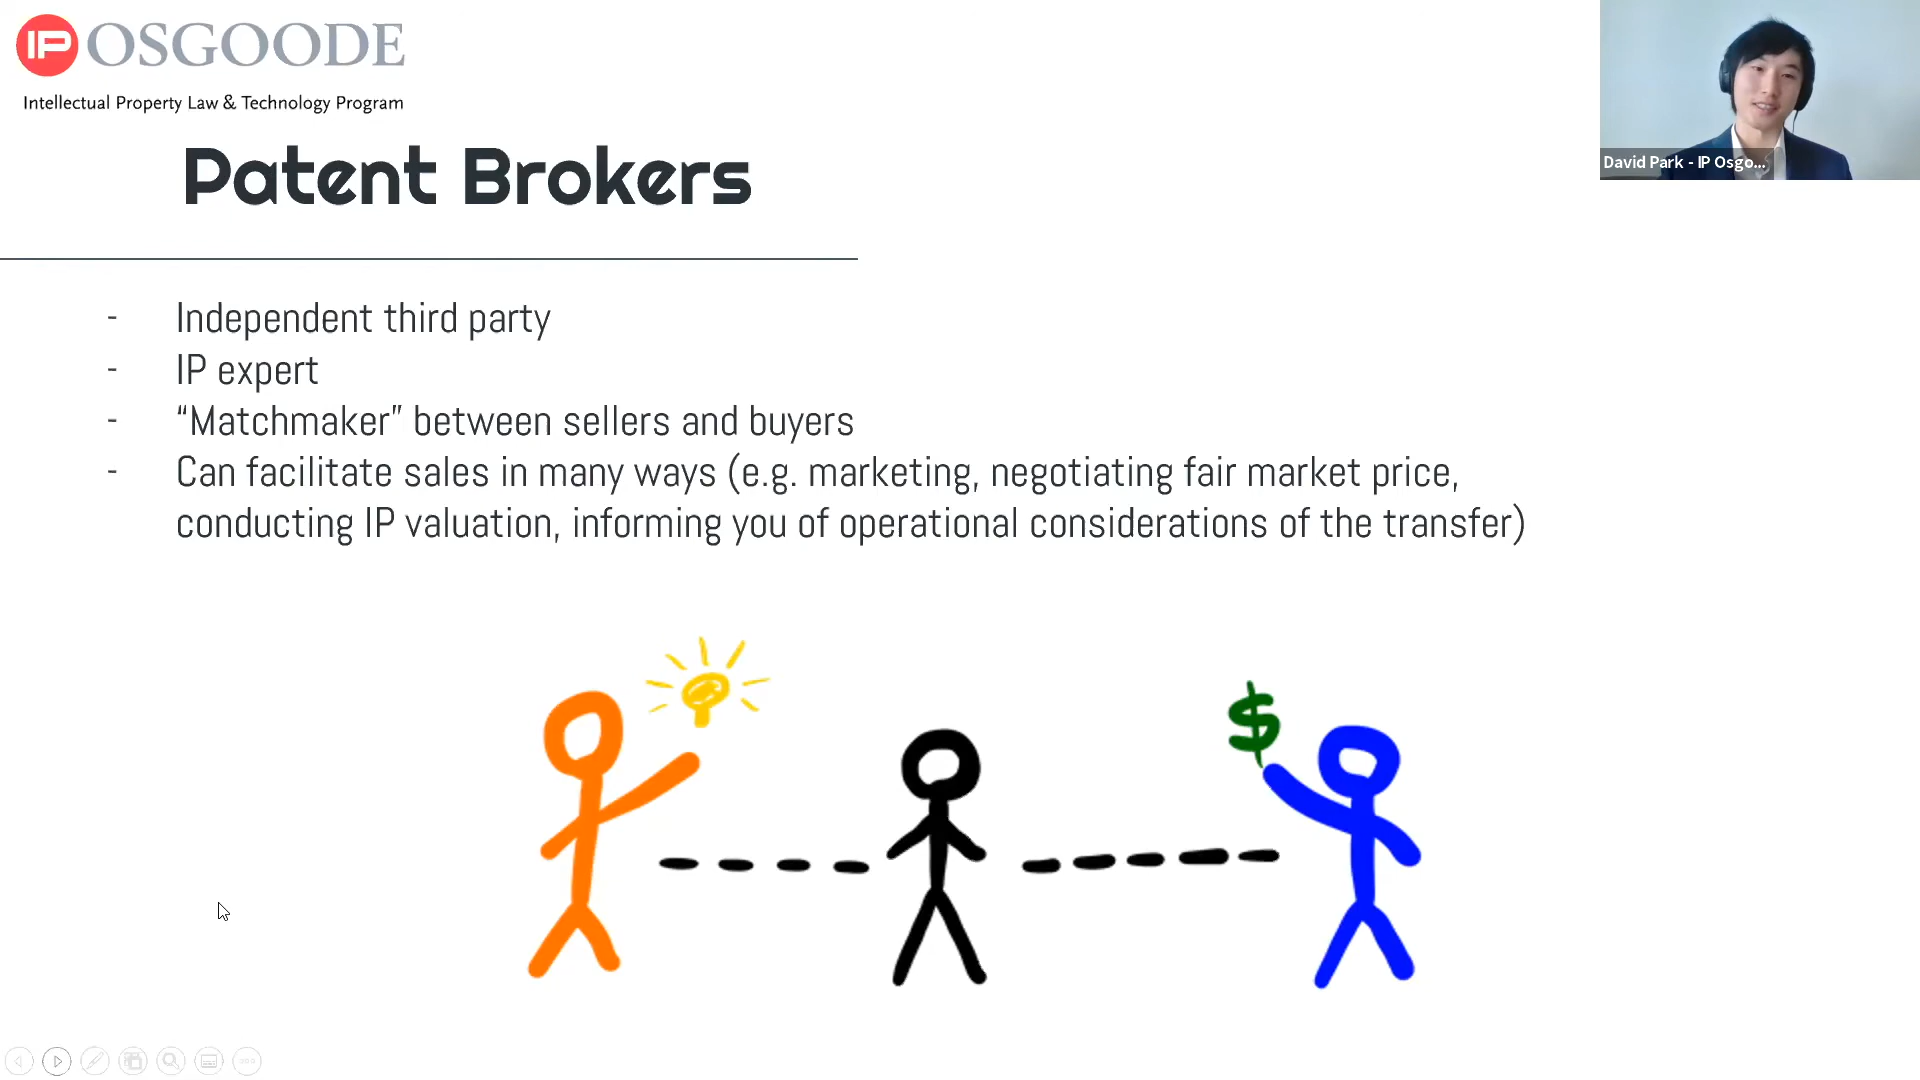 IP OSGOODE
Intellectual Property Law & Technology Program
David Park - IP Osgo...
Patent Brokers
- Independent third party
- IP expert
- “Matchmaker” between sellers and buyers
- Can facilitate sales in many ways (e.g. marketing, negotiating fair market price,
conducting IP valuation, informing you of operational considerations of the transfer)
$